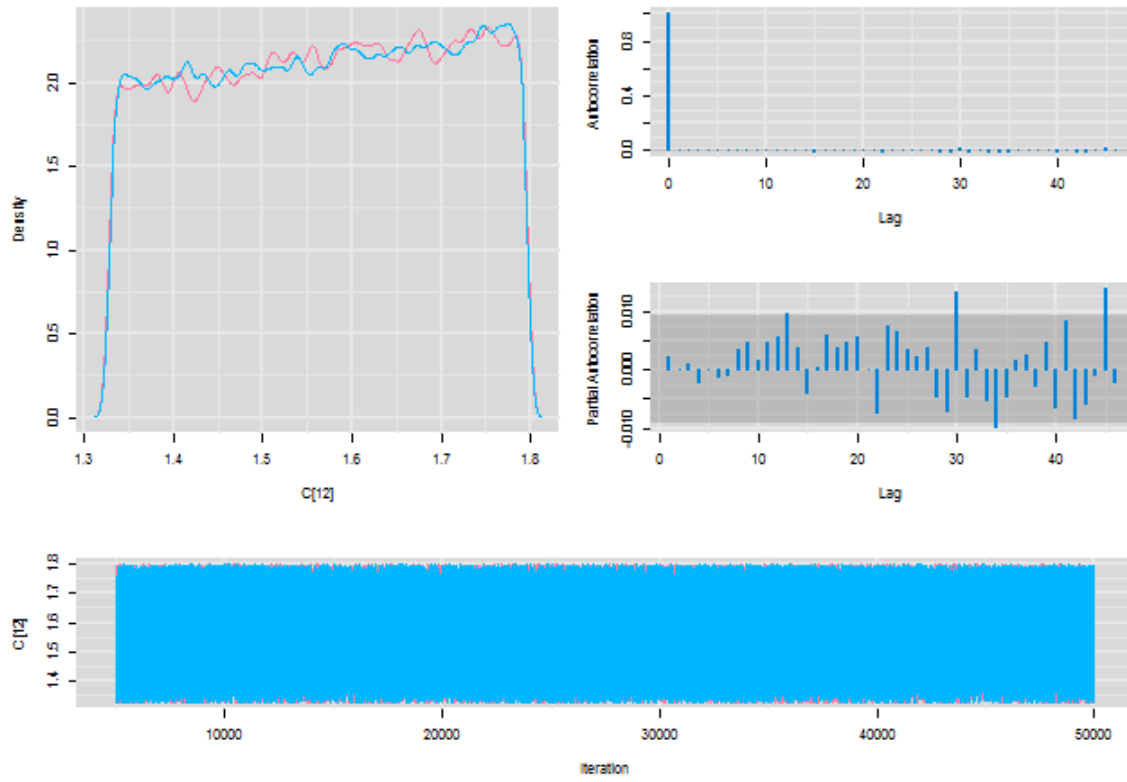 Density
0.0 0.5 1.0 1.5 2.0
1.3 1.4 1.5 1.6 1.7 1.8
C[12]
Autocorrelation
0.0 0.4 0.8
0 10 20 30 40
Lag
Partial Autocorrelation
-0.010 0.000 0.010
0 10 20 30 40
Lag
C[12]
1.4 1.5 1.6 1.7 1.8
10000 20000 30000 40000 50000
Iteration